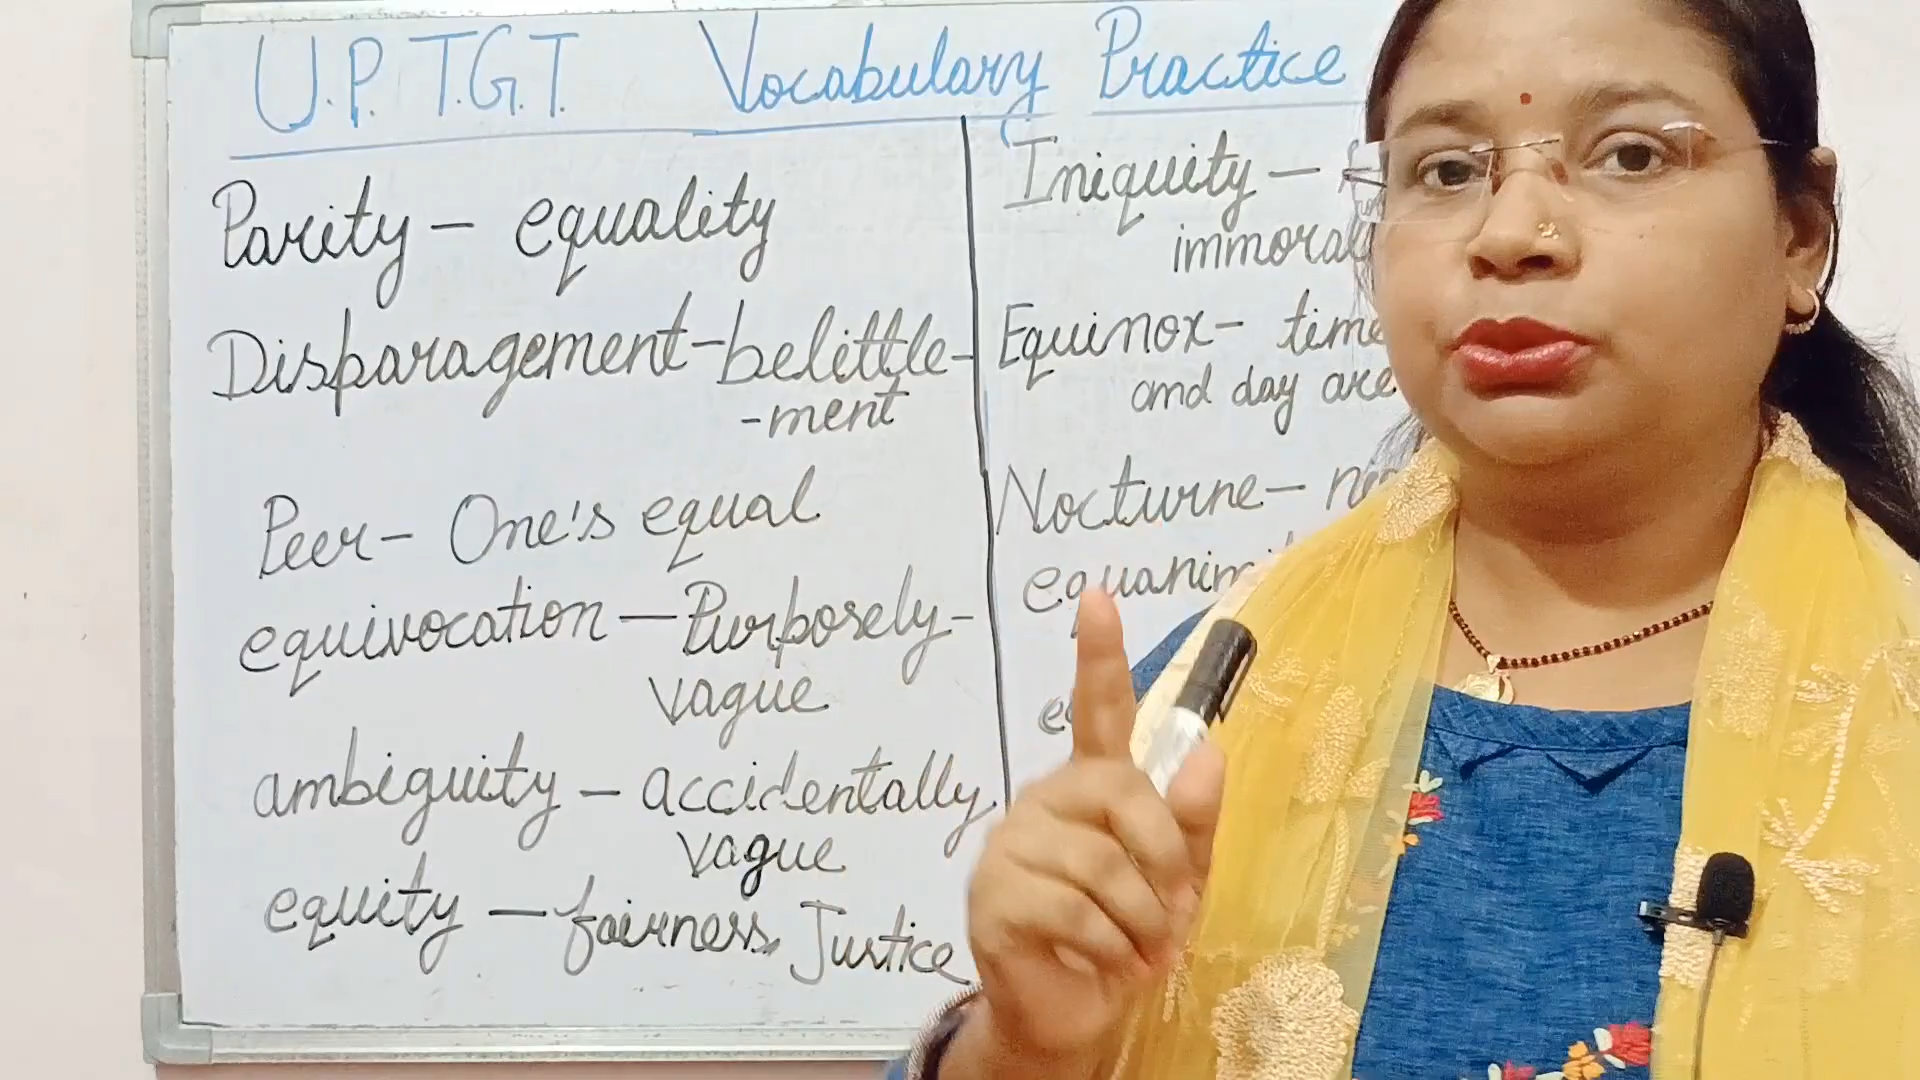 U.P. T.G.T. Vocabulary Practice
Parity - equality
Disparagement - belittle-
-ment
Peer - One's equal
equivocation - Purposely-
vague
ambiguity - accidentally
vague
equity - fairness, Justice
Iniquity -
Equinox - time
and day are
Nocturne -